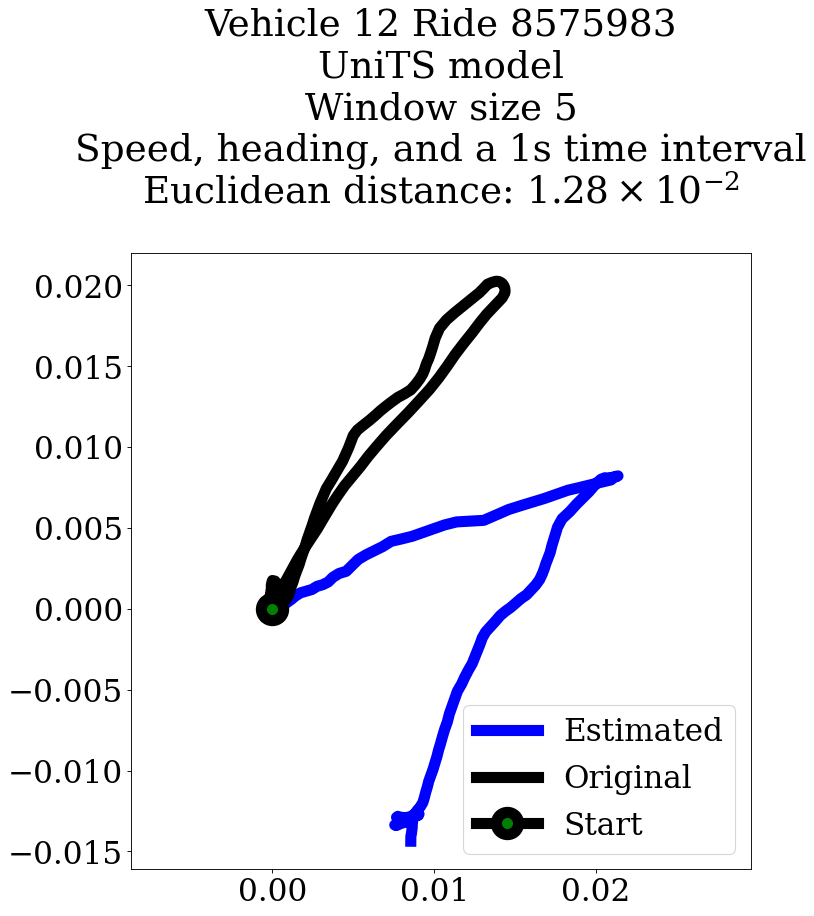 Vehicle 12 Ride 8575983
UniTS model
Window size 5
Speed, heading, and a 1s time interval
Euclidean distance: 1.28 × 10⁻²
0.020
0.015
0.010
0.005
0.000
−0.005
−0.010
−0.015
Estimated
Original
Start
0.00 0.01 0.02